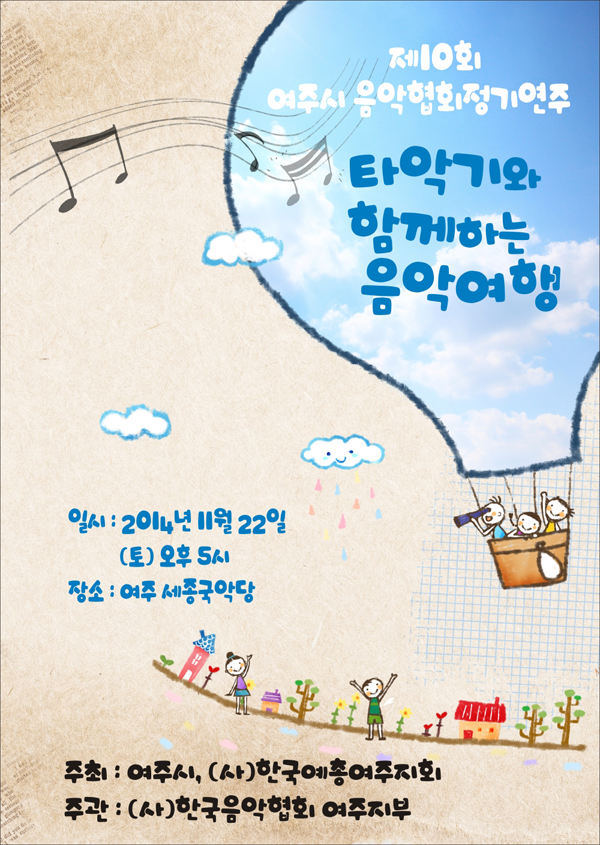 제10회
여주시 음악협회정기연주
타악기와
함께하는
음악여행
일시 : 2014년 11월 22일
(토) 오후 5시
장소 : 여주 세종국악당
주최 : 여주시, (사)한국예총여주지회
주관 : (사)한국음악협회 여주지부